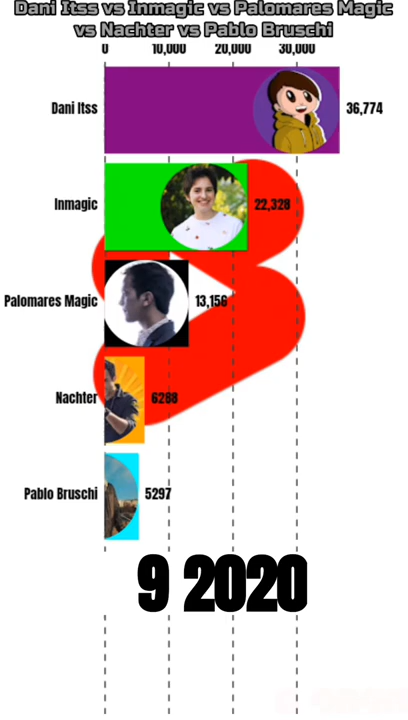 Dani Itss vs Inmagic vs Palomares Magic
vs Nachter vs Pablo Bruschi
0 10,000 20,000 30,000
Dani Itss 36,774
Inmagic 22,328
Palomares Magic 13,156
Nachter 6288
Pablo Bruschi 5297
9 2020